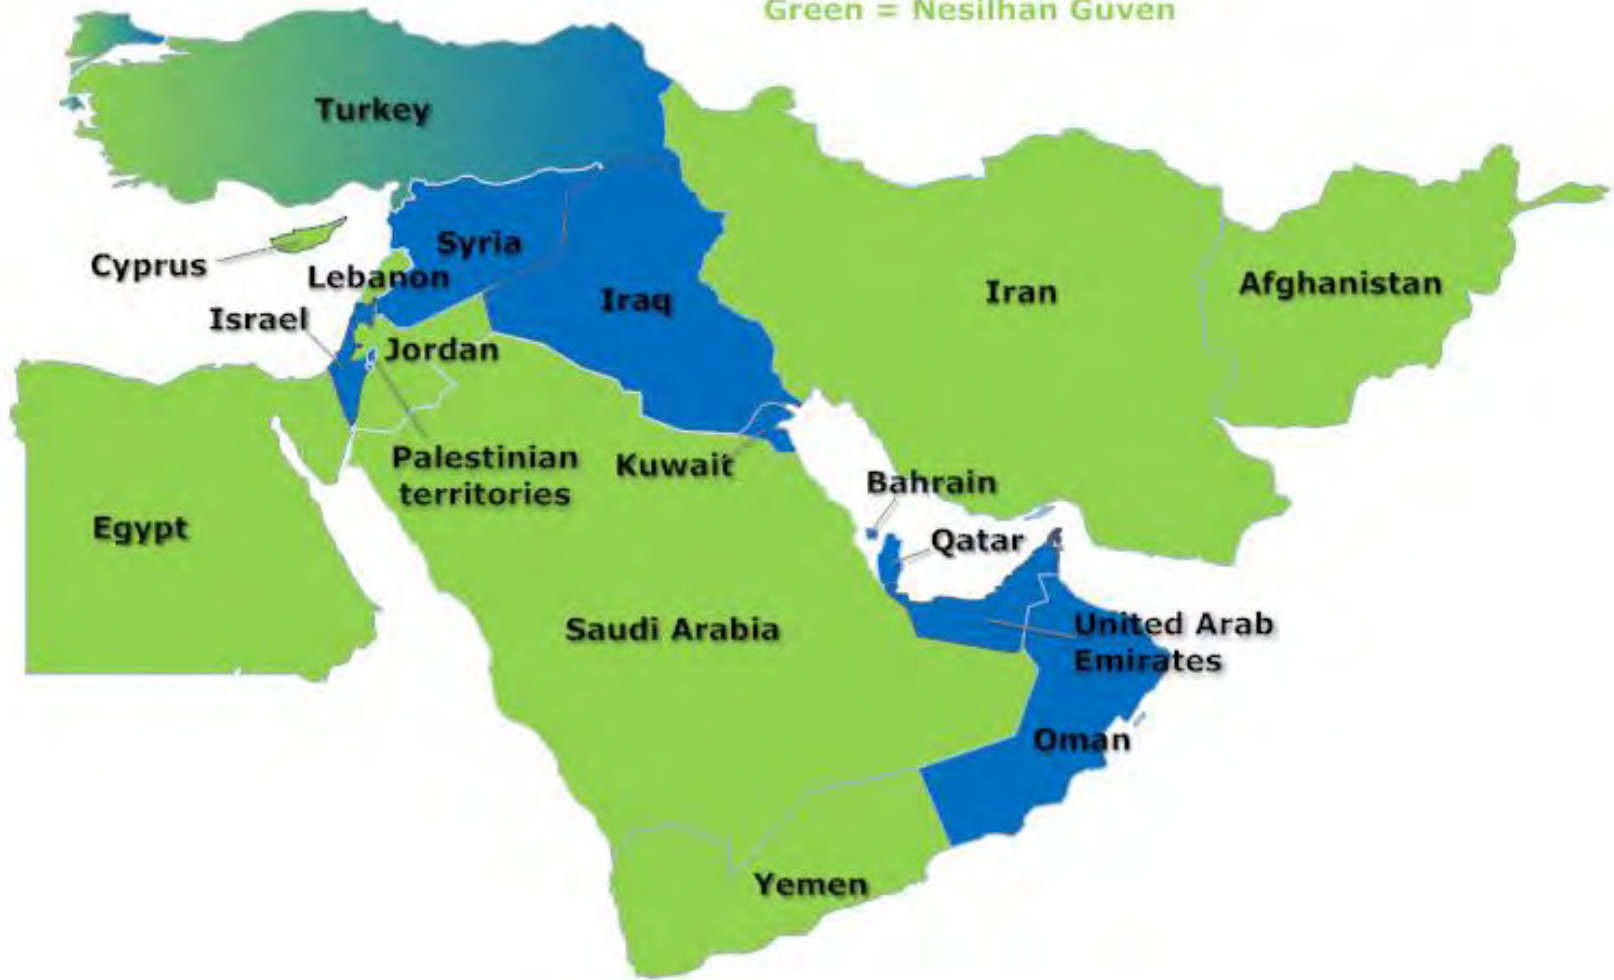 Green = Nesilhan Guven
Turkey
Cyprus
Syria
Lebanon
Israel
Iraq
Iran
Afghanistan
Jordan
Palestinian
territories
Kuwait
Bahrain
Qatar
Egypt
Saudi Arabia
United Arab
Emirates
Oman
Yemen